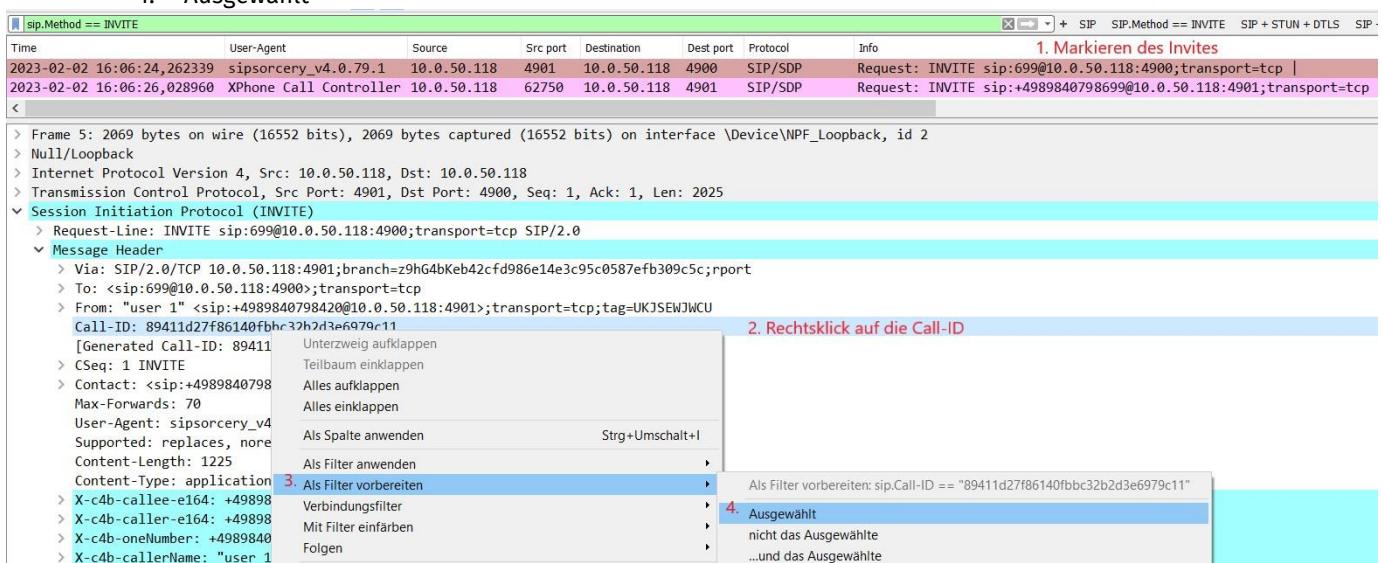 4. Ausgewählt
sip.Method == INVITE + SIP SIP.Method == INVITE SIP + STUN + DTLS SIP
Time User-Agent Source Src port Destination Dest port Protocol Info 1. Markieren des Invites
2023-02-02 16:06:24,262339 sipsorcery_v4.0.79.1 10.0.50.118 4901 10.0.50.118 4900 SIP/SDP Request: INVITE sip:699@10.0.50.118:4900;transport=tcp |
2023-02-02 16:06:26,028960 XPhone Call Controller 10.0.50.118 62750 10.0.50.118 4901 SIP/SDP Request: INVITE sip:+4989840798699@10.0.50.118:4901;transport=tcp
> Frame 5: 2069 bytes on wire (16552 bits), 2069 bytes captured (16552 bits) on interface \Device\NPF_Loopback, id 2
> Null/Loopback
> Internet Protocol Version 4, Src: 10.0.50.118, Dst: 10.0.50.118
> Transmission Control Protocol, Src Port: 4901, Dst Port: 4900, Seq: 1, Ack: 1, Len: 2025
Session Initiation Protocol (INVITE)
> Request-Line: INVITE sip:699@10.0.50.118:4900;transport=tcp SIP/2.0
Message Header
> Via: SIP/2.0/TCP 10.0.50.118:4901;branch=z9hG4bKeb42cfd986e14e3c95c0587efb309c5c;rport
> To: <sip:699@10.0.50.118:4900>;transport=tcp
> From: "user 1" <sip:+4989840798420@10.0.50.118:4901>;transport=tcp;tag=UKJSEWJWCU
Call-ID: 89411d27f86140fbbc32b2d3e6979c11 2. Rechtsklick auf die Call-ID
[Generated Call-ID: 89411 Unterzweig aufklappen
> CSeq: 1 INVITE Teilbaum einklappen
> Contact: <sip:+4989840798 Alles aufklappen
Max-Forwards: 70 Alles einklappen
User-Agent: sipsorcery_v4
Supported: replaces, nore Als Spalte anwenden Strg+Umschalt+I
Content-Length: 1225 Als Filter anwenden
Content-Type: application 3. Als Filter vorbereiten Als Filter vorbereiten: sip.Call-ID == "89411d27f86140fbbc32b2d3e6979c11"
> X-c4b-callee-e164: +49898 Verbindungsfilter 4. Ausgewählt
> X-c4b-caller-e164: +49898 Mit Filter einfärben nicht das Ausgewählte
> X-c4b-oneNumber: +4989840 Folgen ...und das Ausgewählte
> X-c4b-callerName: "user 1